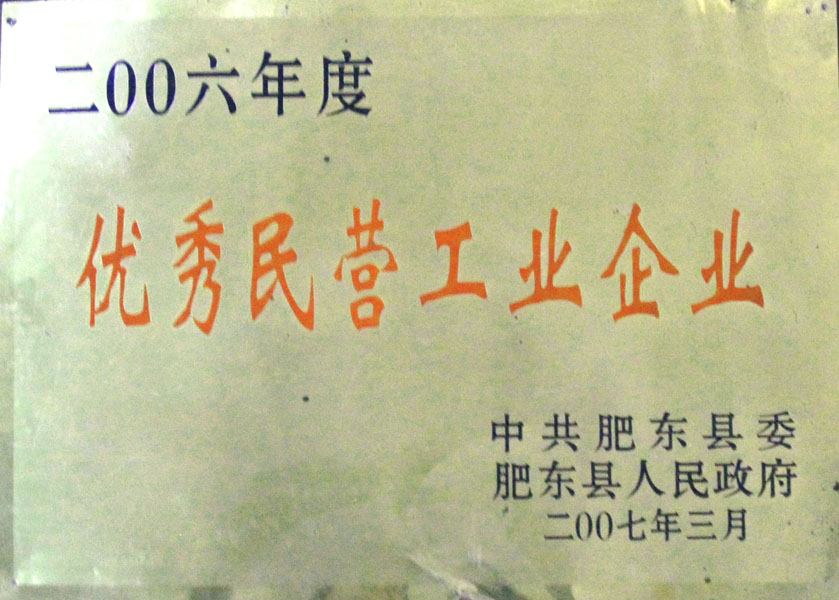 二00六年度
优秀民营工业企业
中共肥东县委
肥东县人民政府
二00七年三月